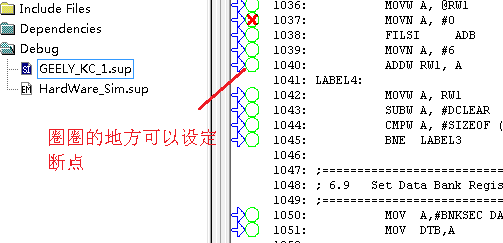 Include Files
Dependencies
Debug
GEELY_KC_1.sup
HardWare_Sim.sup
圈圈的地方可以设定
断点
1036: MOVW A, @RW1
1037: MOVN A, #0
1038: FILSI ADB
1039: MOVN A, #6
1040: ADDW RW1, A
1041: LABEL4:
1042: MOVW A, RW1
1043: SUBW A, #DCLEAR
1044: CMPW A, #SIZEOF (
1045: BNE LABEL3
1046:
1047: ;==============================
1048: ; 6.9 Set Data Bank Regis
1049: ;==============================
1050: MOV A,#BNKSEC DA
1051: MOV DTB,A